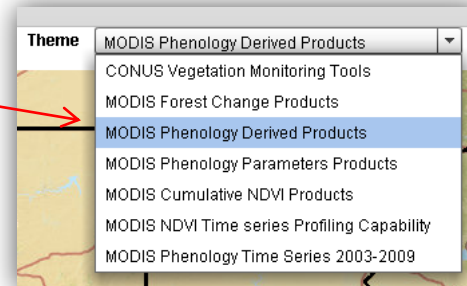 Theme MODIS Phenology Derived Products
CONUS Vegetation Monitoring Tools
MODIS Forest Change Products
MODIS Phenology Derived Products
MODIS Phenology Parameters Products
MODIS Cumulative NDVI Products
MODIS NDVI Time series Profiling Capability
MODIS Phenology Time Series 2003-2009